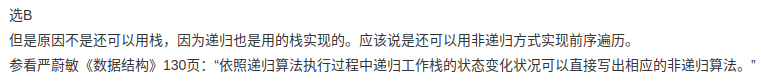 选B
但是原因不是还可以用栈，因为递归也是用的栈实现的。应该说是还可以用非递归方式实现前序遍历。
参看严蔚敏《数据结构》130页：“依照递归算法执行过程中递归工作栈的状态变化状况可以直接写出相应的非递归算法。”